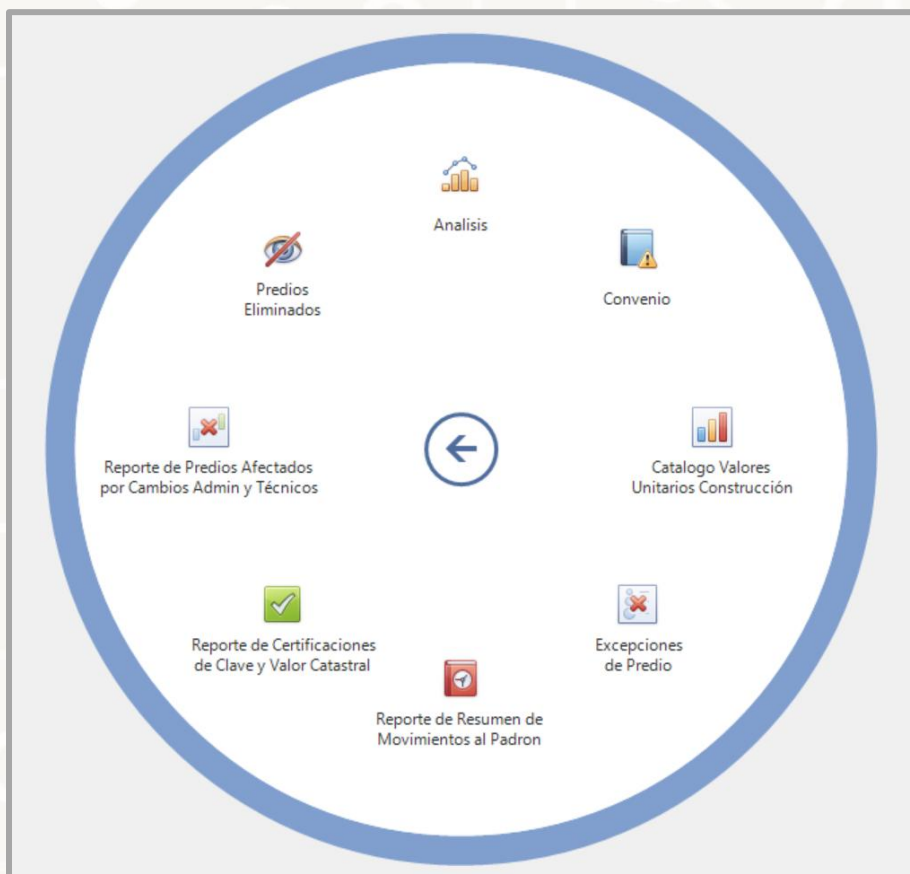 Analisis
Predios
Eliminados
Convenio
Reporte de Predios Afectados
por Cambios Admin y Técnicos
Catalogo Valores
Unitarios Construcción
Reporte de Certificaciones
de Clave y Valor Catastral
Excepciones
de Predio
Reporte de Resumen de
Movimientos al Padron